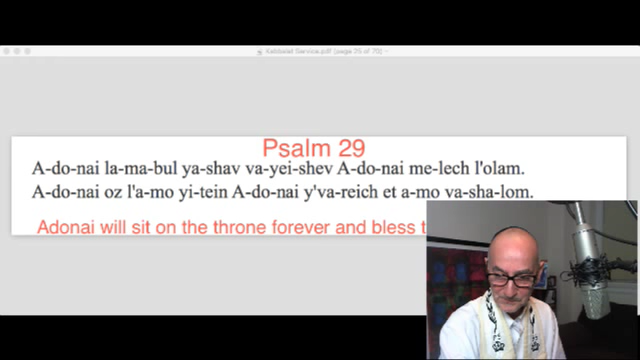 Kabbalat Service.pdf (page 25 of 70)
Psalm 29
A-do-nai la-ma-bul ya-shav va-yei-shev A-do-nai me-lech l'olam.
A-do-nai oz l'a-mo yi-tein A-do-nai y'va-reich et a-mo va-sha-lom.
Adonai will sit on the throne forever and bless t